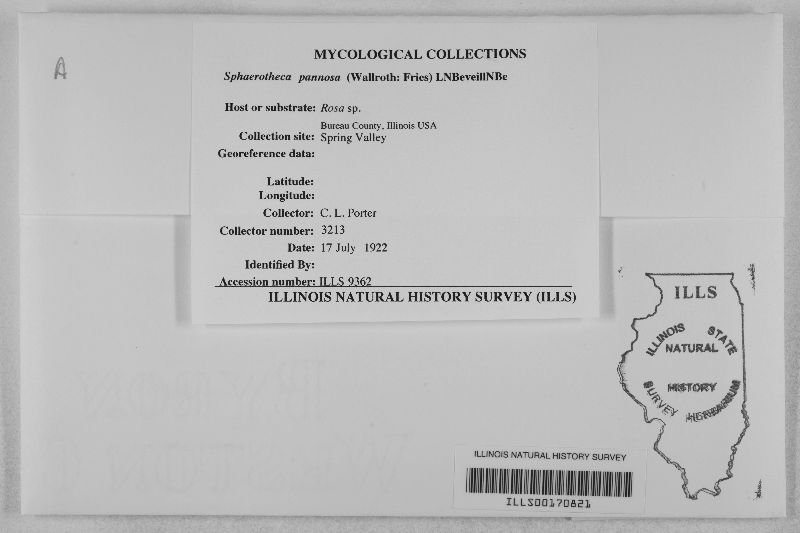 A
MYCOLOGICAL COLLECTIONS
Sphaerotheca pannosa (Wallroth: Fries) LNBeveillNBe
Host or substrate: Rosa sp.
Bureau County, Illinois USA
Collection site: Spring Valley
Georeference data:
Latitude:
Longitude:
Collector: C. L. Porter
Collector number: 3213
Date: 17 July 1922
Identified By:
Accession number: ILLS 9362
ILLINOIS NATURAL HISTORY SURVEY (ILLS)
ILLS
ILLINOIS STATE
NATURAL
HISTORY
SURVEY HERBARIUM
ILLINOIS NATURAL HISTORY SURVEY
ILLS00170821